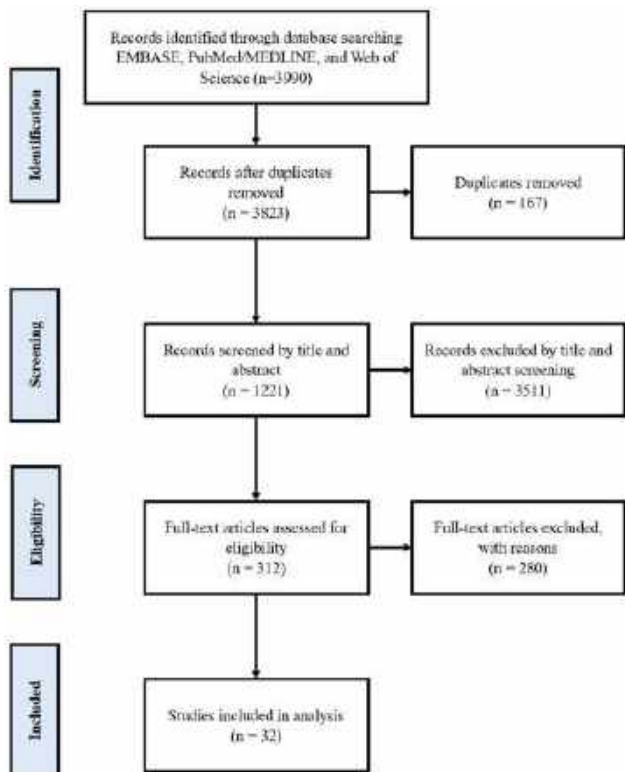 Records identified through database searching
EMBASE, PubMed/MEDLINE, and Web of
Science (n=3990)
Identification
Records after duplicates
removed
(n = 3823)
Duplicates removed
(n = 167)
Screening
Records screened by title and
abstract
(n = 1221)
Records excluded by title and
abstract screening
(n = 3511)
Eligibility
Full-text articles assessed for
eligibility
(n = 312)
Full-text articles excluded,
with reasons
(n = 280)
Included
Studies included in analysis
(n = 32)